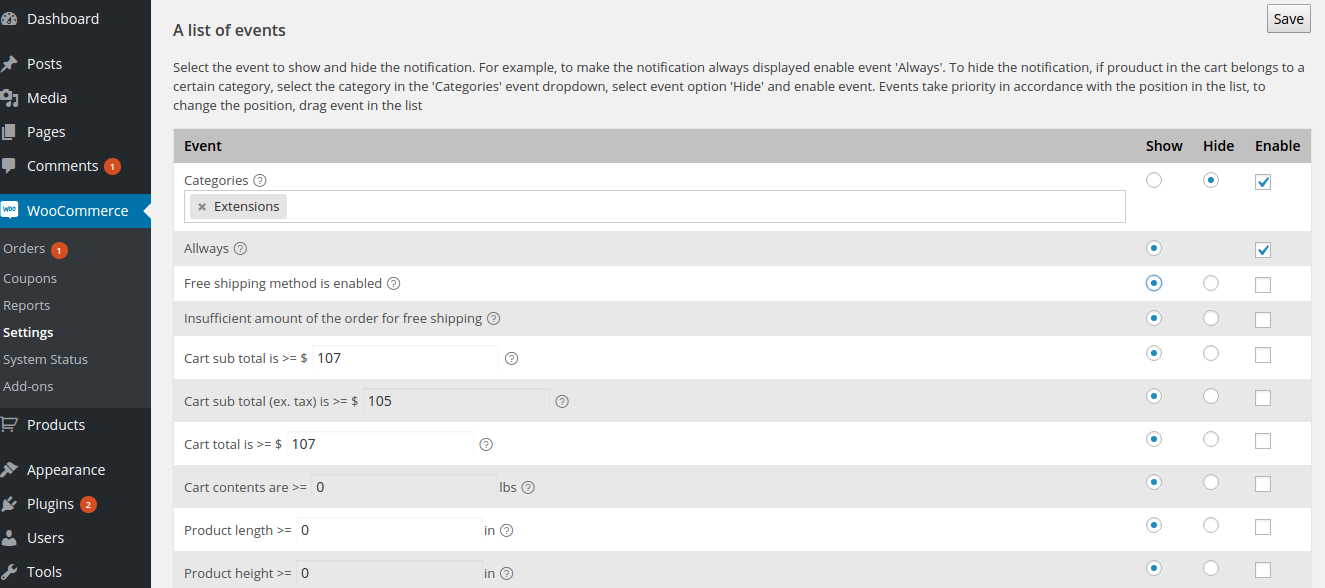 Dashboard
Posts
Media
Pages
Comments 1
WooCommerce
Orders 1
Coupons
Reports
Settings
System Status
Add-ons
Products
Appearance
Plugins 2
Users
Tools
A list of events
Save
Select the event to show and hide the notification. For example, to make the notification always displayed enable event 'Always'. To hide the notification, if prouduct in the cart belongs to a
certain category, select the category in the 'Categories' event dropdown, select event option 'Hide' and enable event. Events take priority in accordance with the position in the list, to
change the position, drag event in the list
Event Show Hide Enable
Categories ?
× Extensions
Allways ?
Free shipping method is enabled ?
Insufficient amount of the order for free shipping ?
Cart sub total is >= $ 107 ?
Cart sub total (ex. tax) is >= $ 105 ?
Cart total is >= $ 107 ?
Cart contents are >= 0 lbs ?
Product length >= 0 in ?
Product height >= 0 in ?